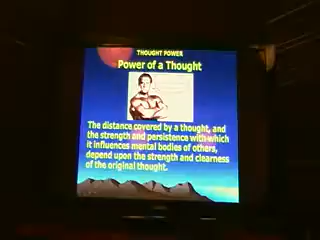 THOUGHT POWER
Power of a Thought
The distance covered by a thought, and
the strength and persistence with which
it influences mental bodies of others,
depend upon the strength and clearness
of the original thought.